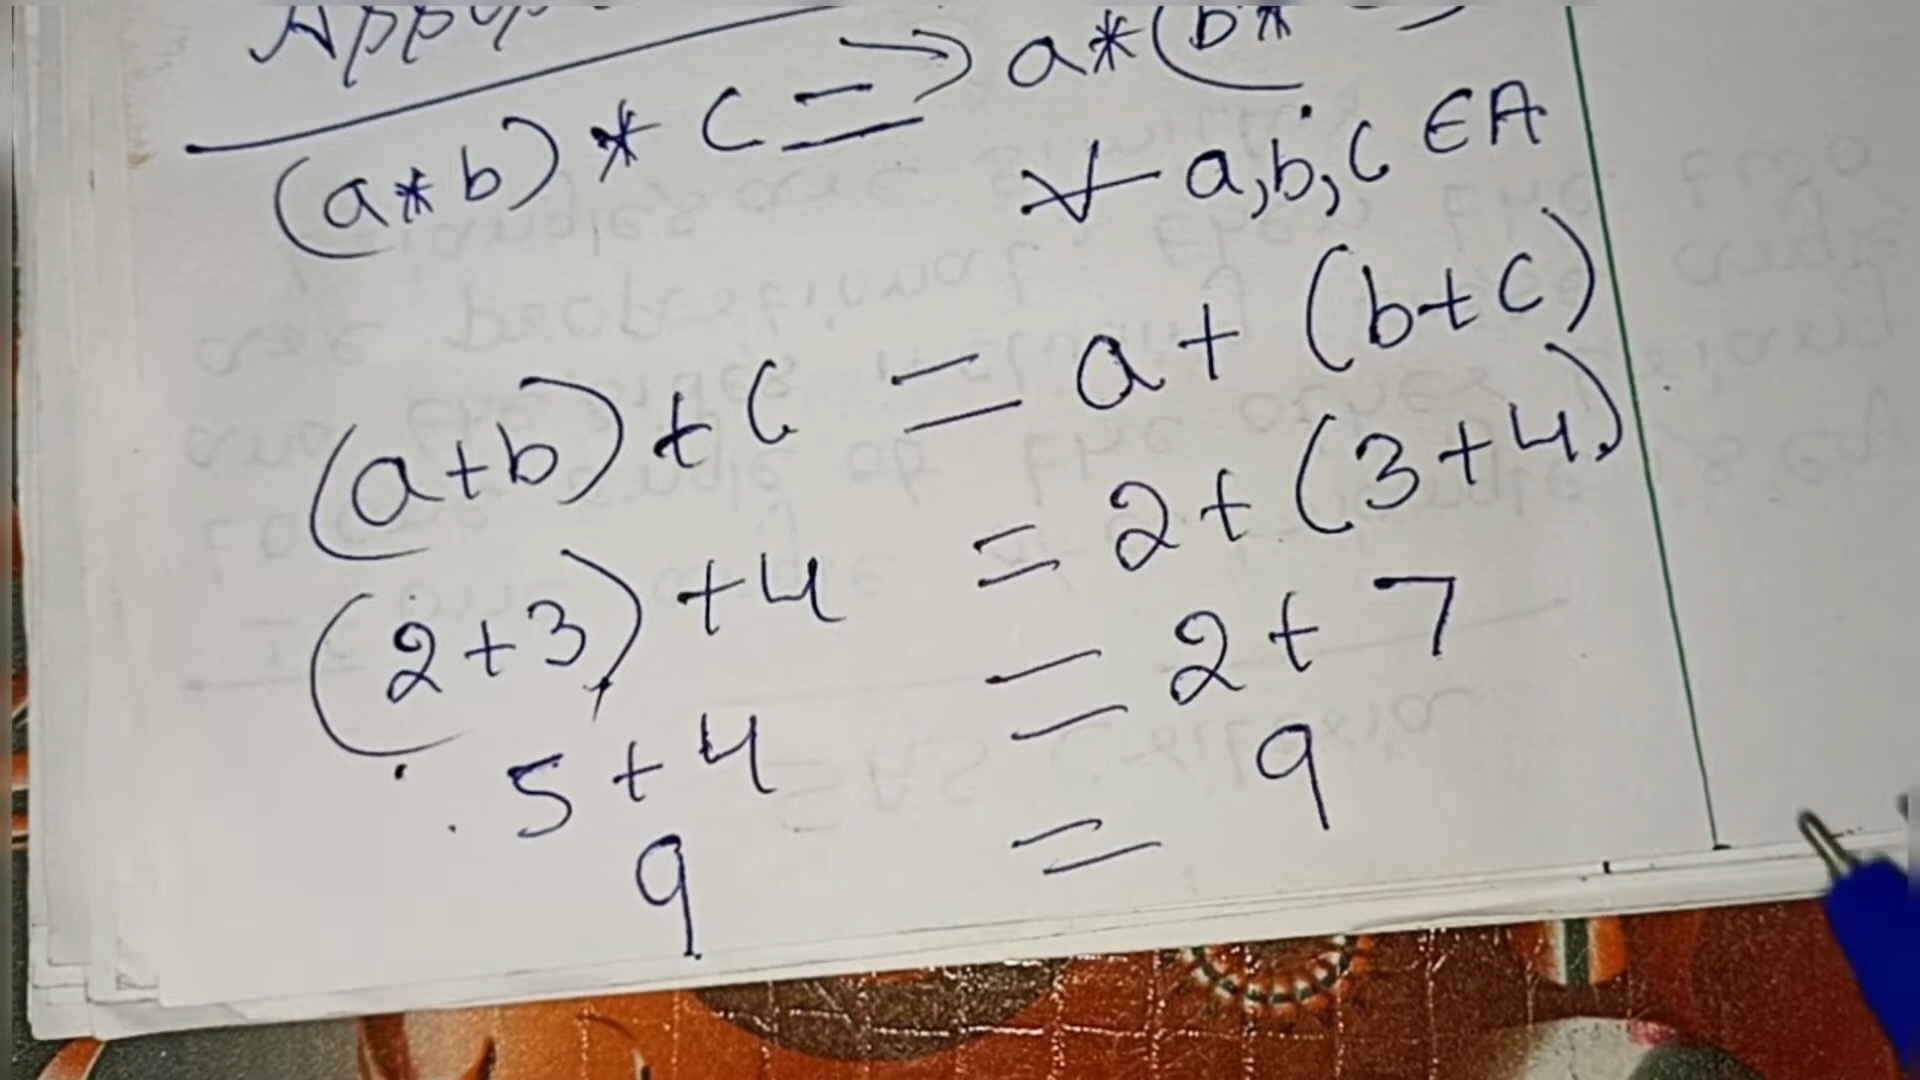 (a*b)*c => a*(b*
∀ a,b,c ∈ A
(a+b)+c = a+(b+c)
(2+3)+4 = 2+(3+4)
5+4 = 2+7
9 = 9